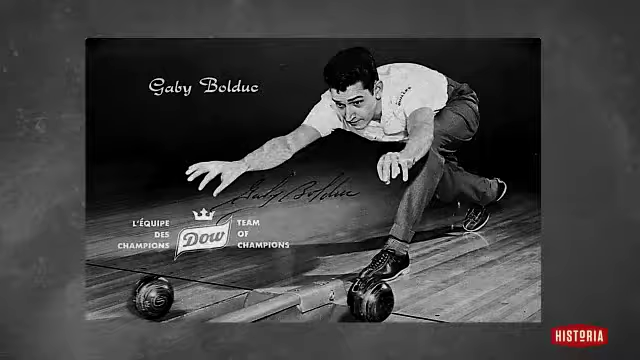 Gaby Bolduc
Gaby Bolduc
L'ÉQUIPE
DES
CHAMPIONS
Dow
TEAM
OF
CHAMPIONS
HISTORIA